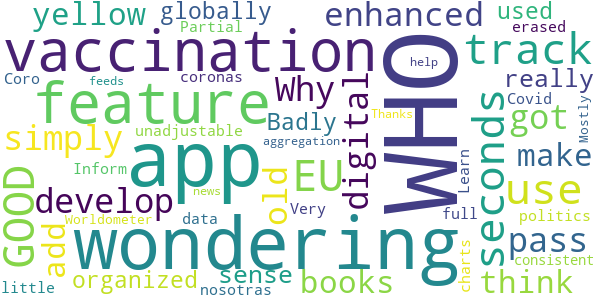 yellow globally enhanced used
Partial erased
vaccination WHO track
Coro coronas help really
feeds
feature Why digital Covid Mostly
Thanks
simply unadjustable Badly seconds got
aggregation
app make
GOOD Inform EU Learn
old use
develop news Very
Worldometer data full politics
add wondering pass
charts consistent
organized sense books think
little nosotras